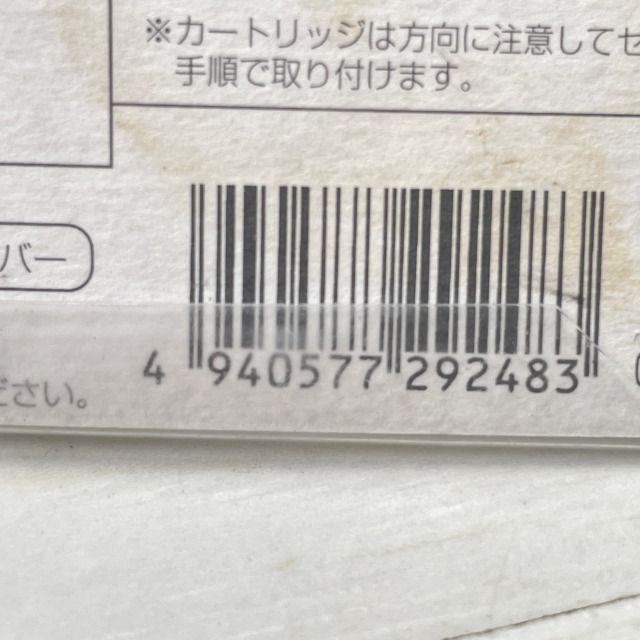 ※カートリッジは方向に注意してセ
手順で取り付けます。
バー
ださい。
4 940577 292483